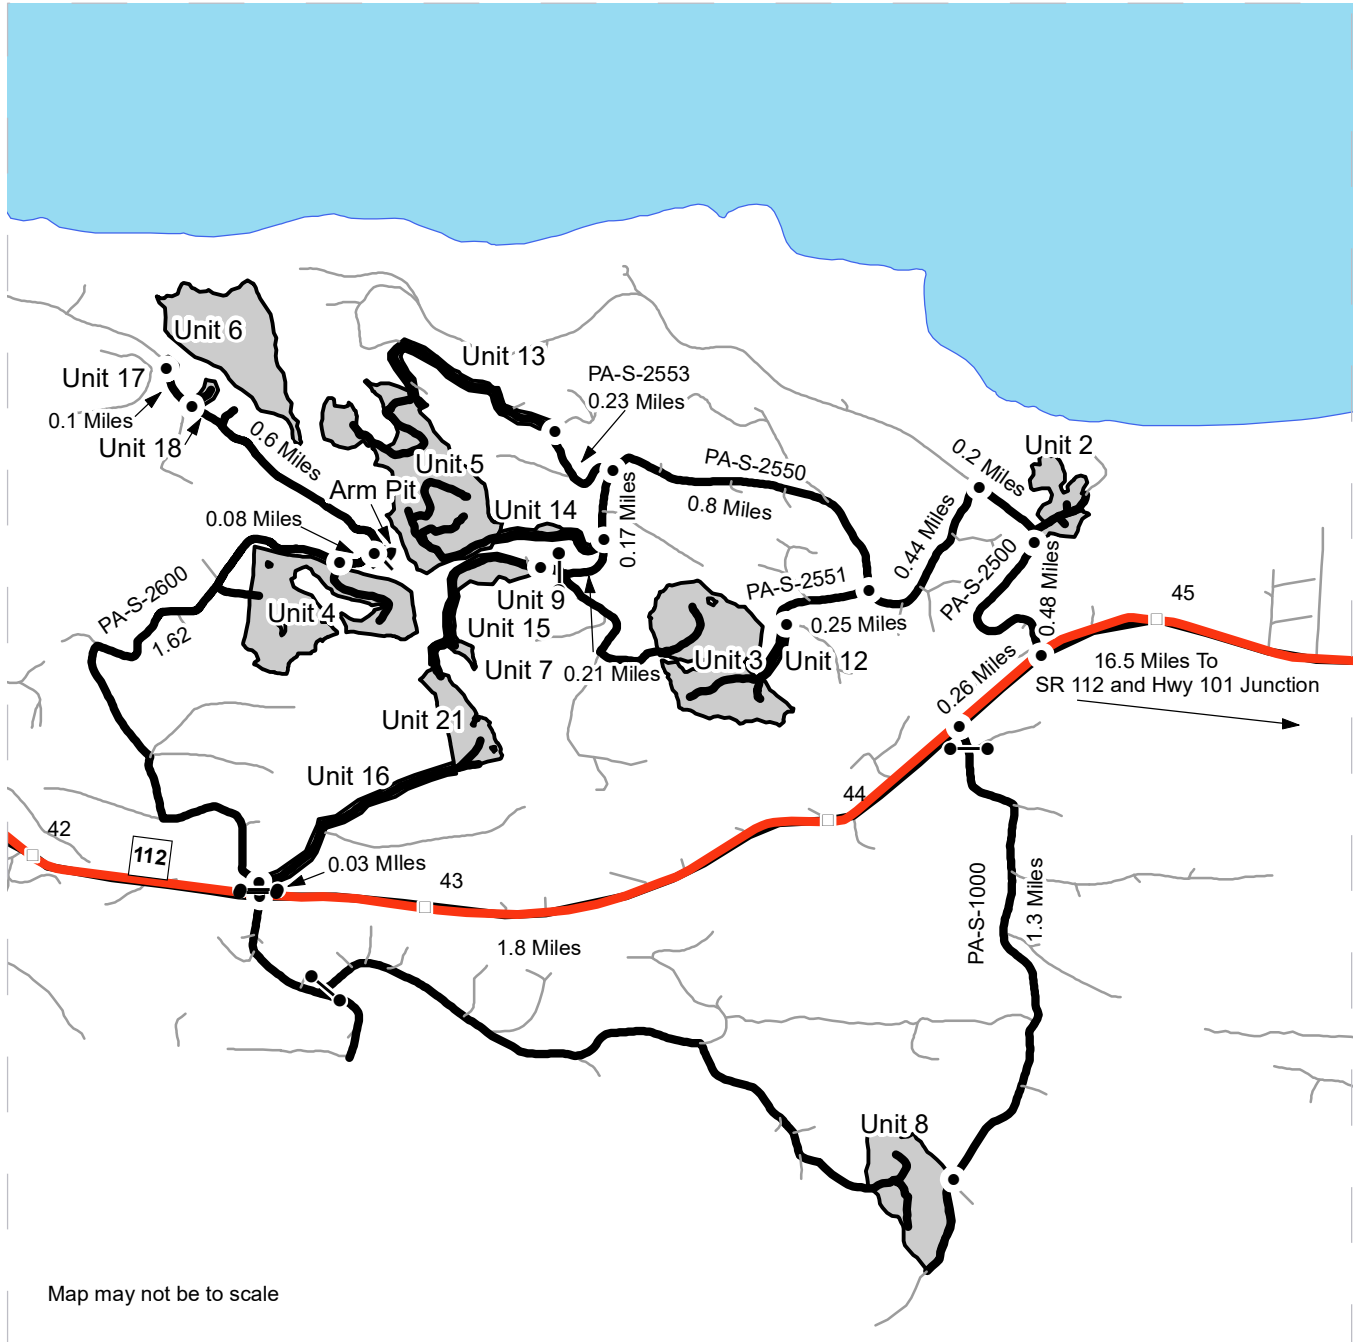 Unit 6
Unit 13
Unit 17
PA-S-2553
0.23 Miles
0.1 Miles
Unit 18
0.6 Miles
Unit 5
PA-S-2550
0.2 Miles
Unit 2
Arm Pit
0.8 Miles
0.08 Miles
Unit 14
0.17 Miles
0.44 Miles
PA-S-2500
0.48 Miles
PA-S-2600
1.62
Unit 4
Unit 9
PA-S-2551
0.25 Miles
45
Unit 15
Unit 7
0.21 Miles
Unit 3
Unit 12
0.26 Miles
16.5 Miles To
SR 112 and Hwy 101 Junction
Unit 21
Unit 16
44
42
112
0.03 MIles
43
1.8 Miles
PA-S-1000
1.3 Miles
Unit 8
Map may not be to scale